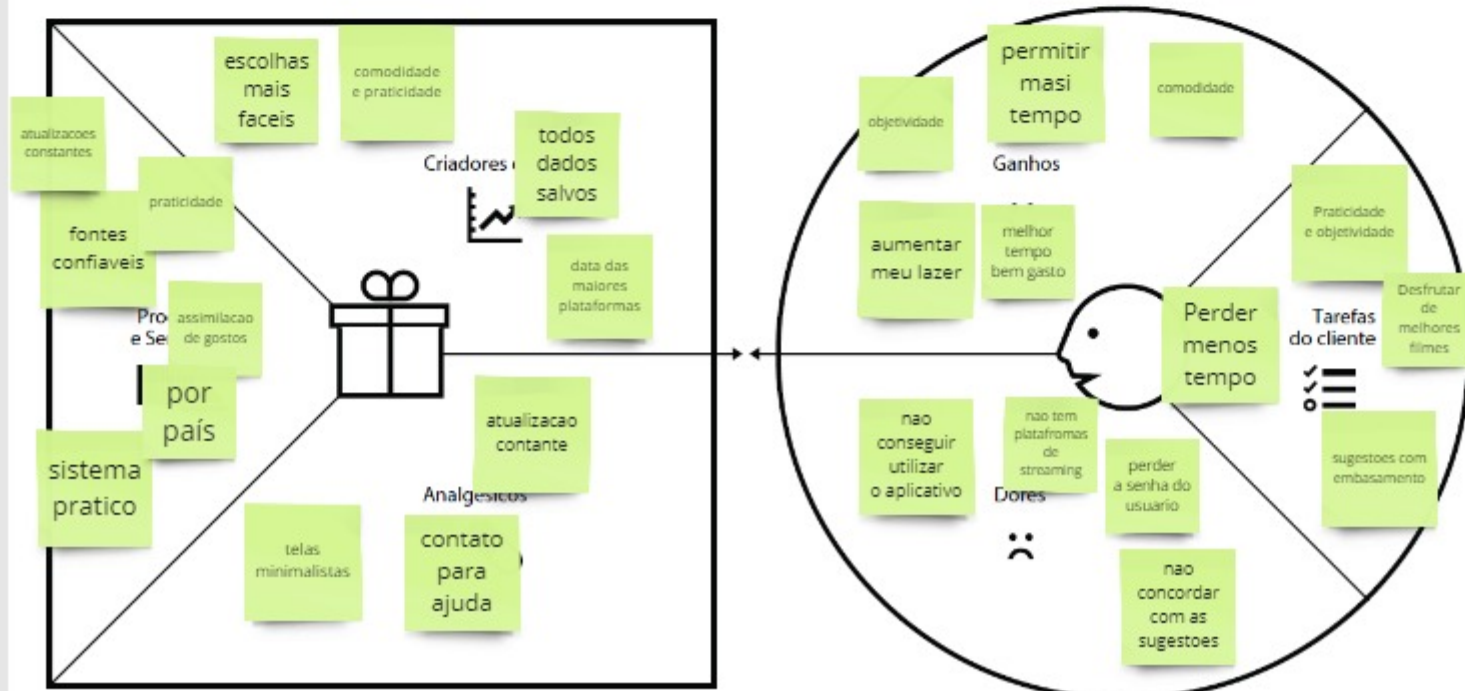 escolhas
mais
faceis
comodidade
e praticidade
atualizacoes
constantes
praticidade
fontes
confiaveis
Criadores
todos
dados
salvos
data das
maiores
plataformas
assimilacao
de gostos
por
país
sistema
pratico
atualizacao
contante
Analgésicos
telas
minimalistas
contato
para
ajuda
permitir
masi
tempo
comodidade
objetividade
Ganhos
aumentar
meu lazer
melhor
tempo
bem gasto
Praticidade
e objetividade
Perder
menos
tempo
Tarefas
do cliente
Desfrutar
de
melhores
filmes
sugestoes com
embasamento
nao
conseguir
utilizar
o aplicativo
nao tem
platafromas
de
streaming
perder
a senha do
usuario
Dores
nao
concordar
com as
sugestoes